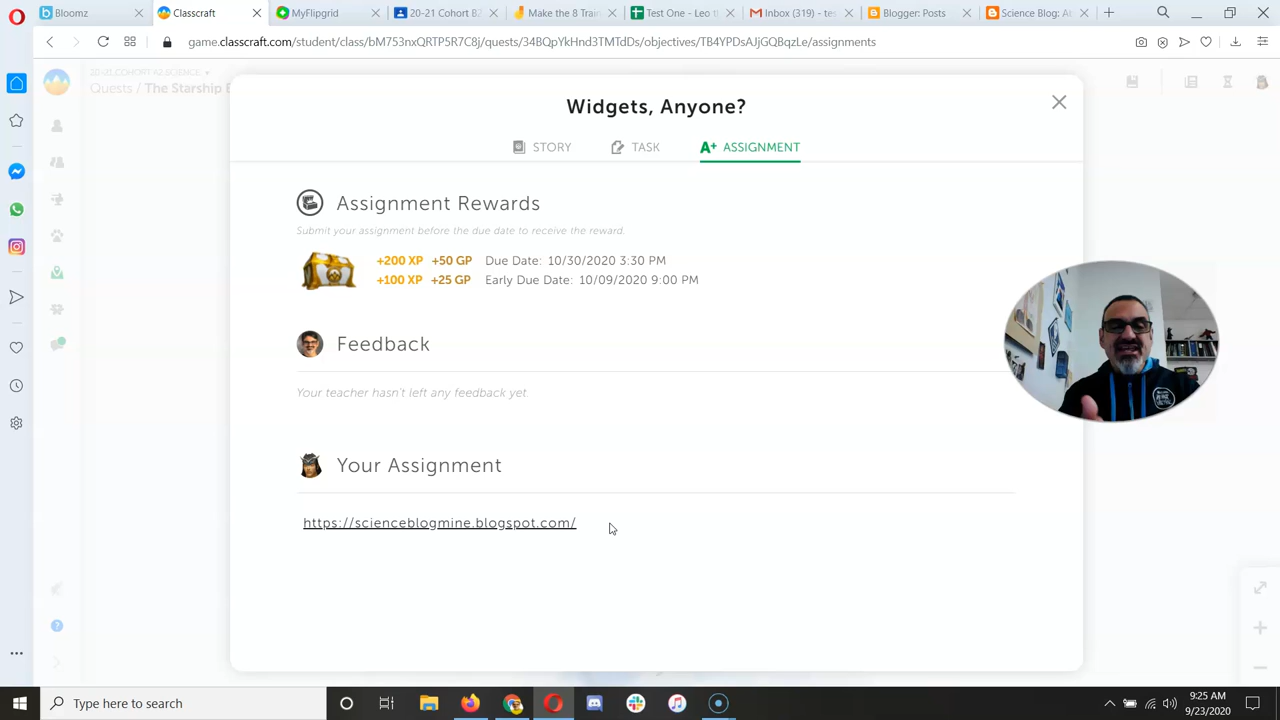 Bloomz
Classcraft
MyFlipgrid
20-21 Cohort B
Make the 8 Trai
Test One - Les
Inbox (319) - tes
Blogger: Posts
Science Blog: A
game.classcraft.com/student/class/bM753nxQRTP5R7C8j/quests/34BQpYkHnd3TMTdDs/objectives/TB4YPDsAJjGQBqzLe/assignments
Quests / The Starship
Widgets, Anyone?
STORY
TASK
A+ ASSIGNMENT
Assignment Rewards
Submit your assignment before the due date to receive the reward.
+200 XP +50 GP Due Date: 10/30/2020 3:30 PM
+100 XP +25 GP Early Due Date: 10/09/2020 9:00 PM
Feedback
Your teacher hasn't left any feedback yet.
Your Assignment
https://scienceblogmine.blogspot.com/
Type here to search
9:25 AM
9/23/2020